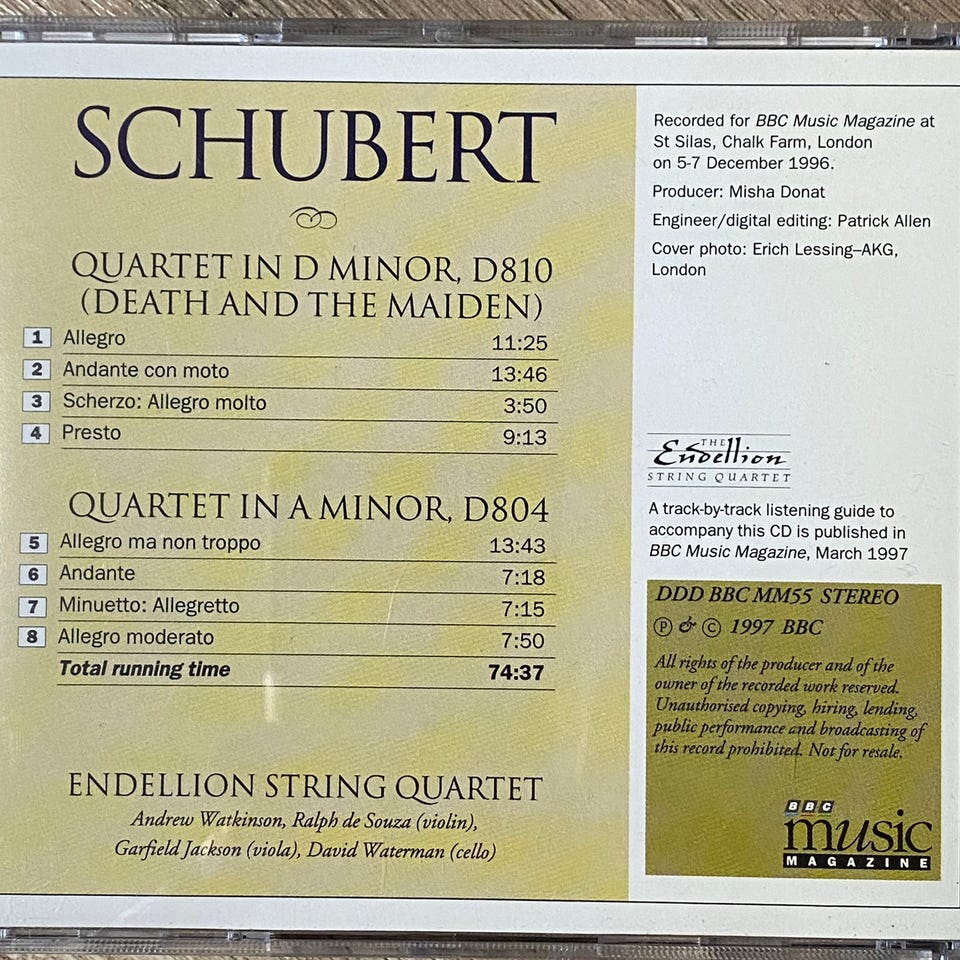 SCHUBERT
QUARTET IN D MINOR, D810
(DEATH AND THE MAIDEN)
1 Allegro 11:25
2 Andante con moto 13:46
3 Scherzo: Allegro molto 3:50
4 Presto 9:13
QUARTET IN A MINOR, D804
5 Allegro ma non troppo 13:43
6 Andante 7:18
7 Minuetto: Allegretto 7:15
8 Allegro moderato 7:50
Total running time 74:37
ENDELLION STRING QUARTET
Andrew Watkinson, Ralph de Souza (violin),
Garfield Jackson (viola), David Waterman (cello)
Recorded for BBC Music Magazine at
St Silas, Chalk Farm, London
on 5-7 December 1996.
Producer: Misha Donat
Engineer/digital editing: Patrick Allen
Cover photo: Erich Lessing–AKG,
London
THE
Endellion
STRING QUARTET
A track-by-track listening guide to
accompany this CD is published in
BBC Music Magazine, March 1997
DDD BBC MM55 STEREO
Ⓟ & © 1997 BBC
All rights of the producer and of the
owner of the recorded work reserved.
Unauthorised copying, hiring, lending,
public performance and broadcasting of
this record prohibited. Not for resale.
BBC
music
MAGAZINE